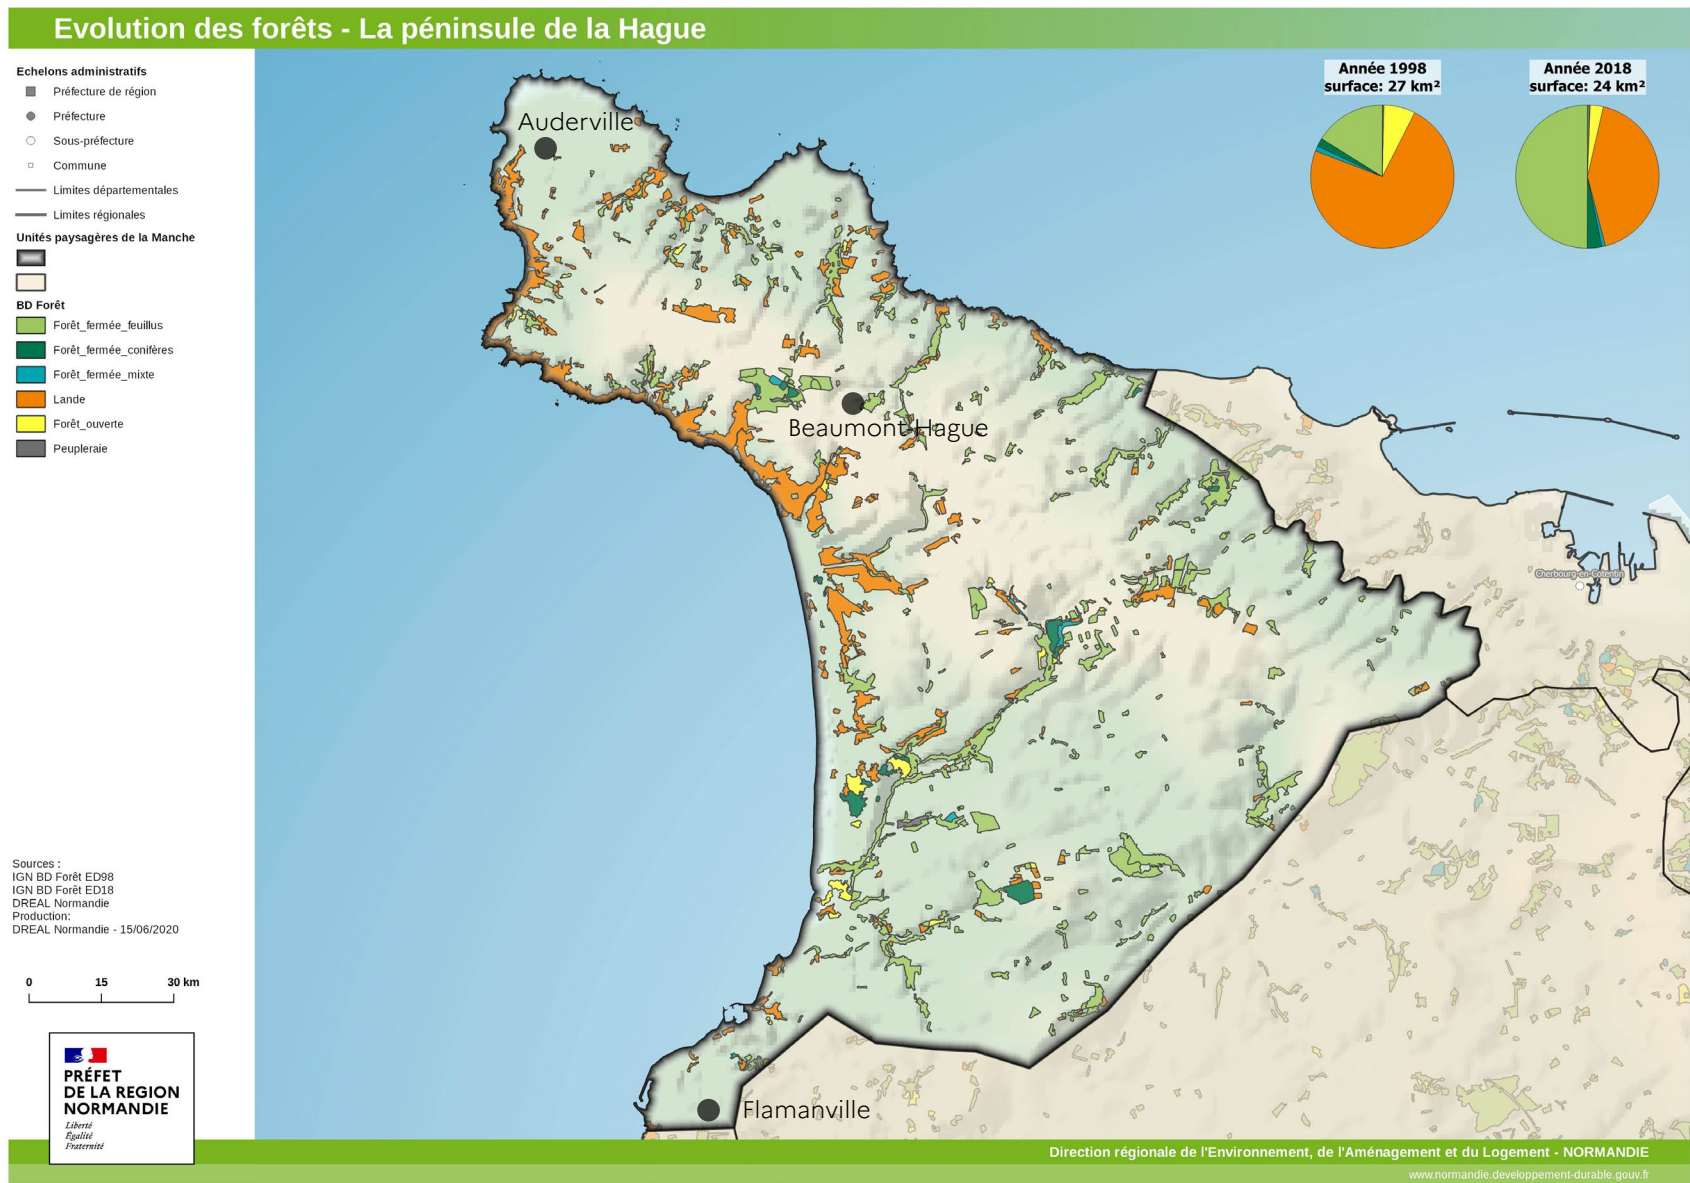 Evolution des forêts - La péninsule de la Hague
Echelons administratifs
Préfecture de région
Préfecture
Sous-préfecture
Commune
Limites départementales
Limites régionales
Unités paysagères de la Manche
BD Forêt
Forêt_fermée_feuillus
Forêt_fermée_conifères
Forêt_fermée_mixte
Lande
Forêt_ouverte
Peupleraie
Sources :
IGN BD Forêt ED98
IGN BD Forêt ED18
DREAL Normandie
Production:
DREAL Normandie - 15/06/2020
0 15 30 km
PRÉFET
DE LA REGION
NORMANDIE
Liberté
Égalité
Fraternité
Année 1998
surface: 27 km²
Année 2018
surface: 24 km²
Auderville
Beaumont-Hague
Cherbourg-en-Cotentin
Flamanville
Direction régionale de l'Environnement, de l'Aménagement et du Logement - NORMANDIE
www.normandie.developpement-durable.gouv.fr